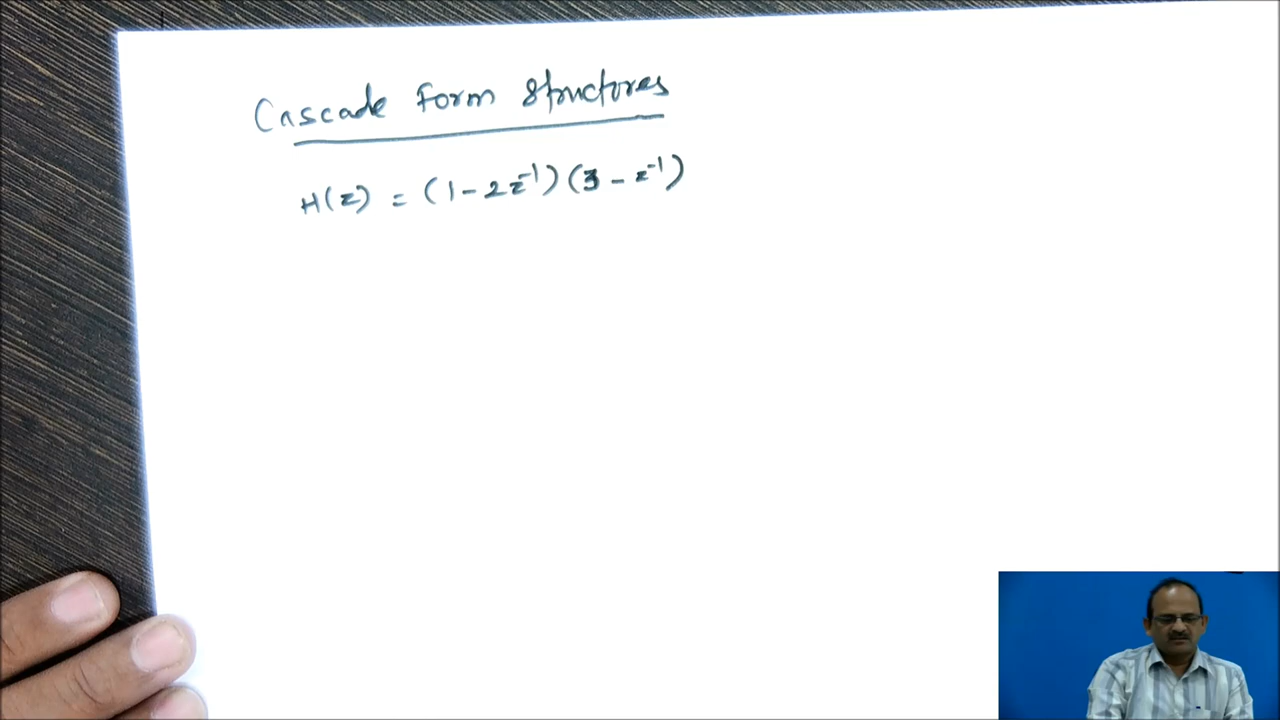 Cascade Form Structures
H(z) = (1 - 2z⁻¹) (3 - z⁻¹)